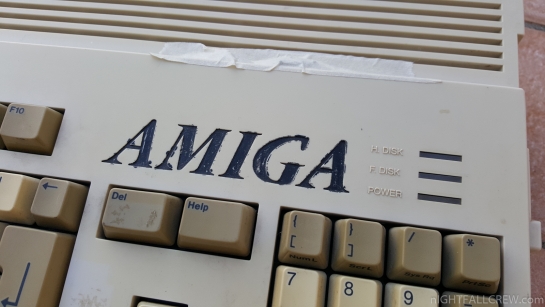 AMIGA
H. DISK
F. DISK
POWER
F10
Del
Help
(
[
)
]
/
*
7
8
9
nIGHTFALLCREW.COM